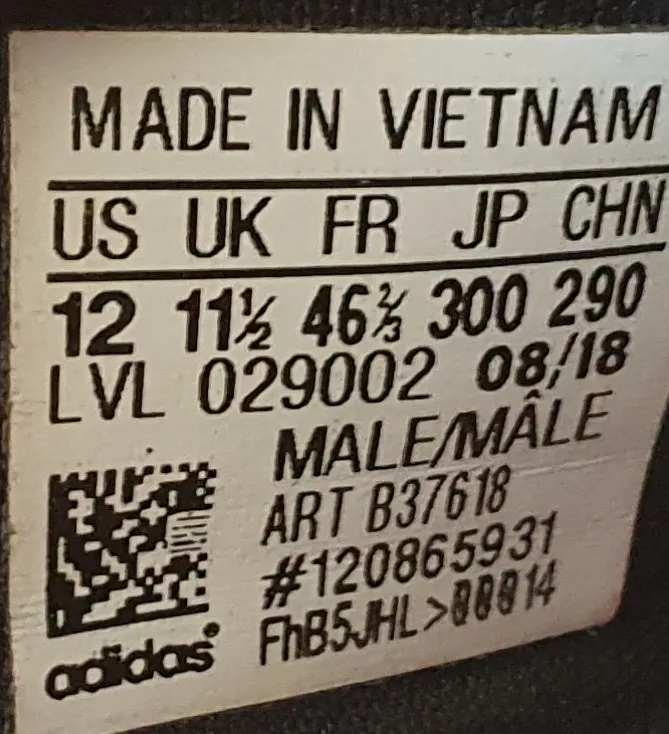 MADE IN VIETNAM
US UK FR JP CHN
12 11½ 46⅔ 300 290
LVL 029002 08/18
MALE/MÂLE
ART B37618
#120865931
FhB5JHL>00014
adidas®